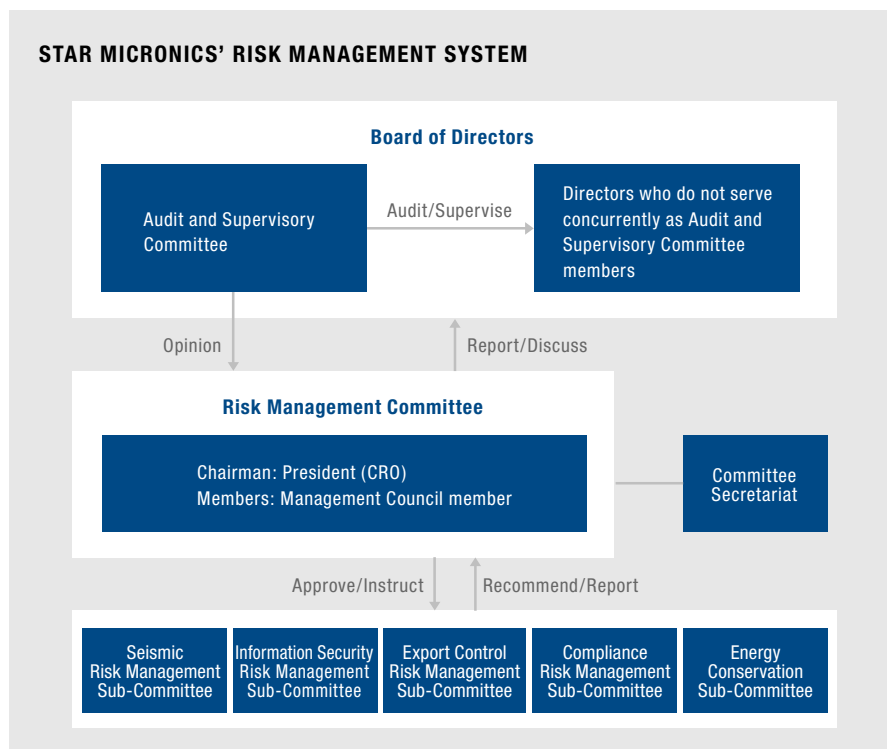 STAR MICRONICS’ RISK MANAGEMENT SYSTEM
Board of Directors
Audit and Supervisory
Committee
Audit/Supervise
Directors who do not serve
concurrently as Audit and
Supervisory Committee
members
Opinion
Report/Discuss
Risk Management Committee
Chairman: President (CRO)
Members: Management Council member
Committee
Secretariat
Approve/Instruct
Recommend/Report
Seismic
Risk Management
Sub-Committee
Information Security
Risk Management
Sub-Committee
Export Control
Risk Management
Sub-Committee
Compliance
Risk Management
Sub-Committee
Energy
Conservation
Sub-Committee